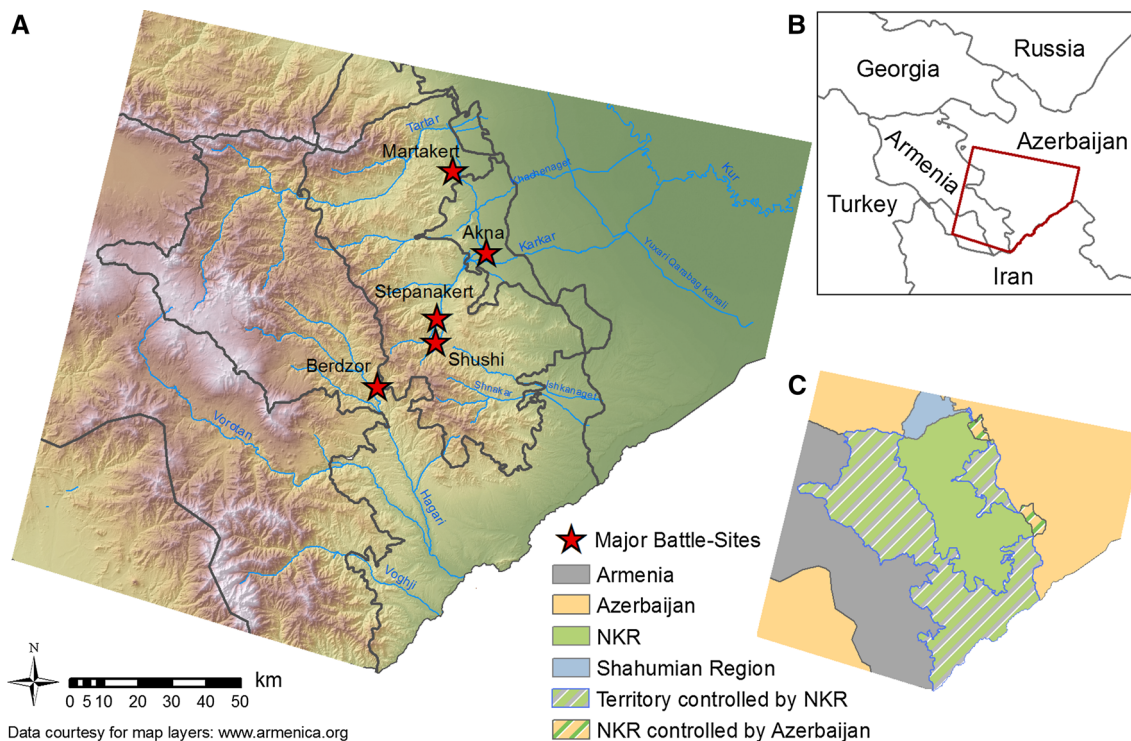 A
Tartar
Martakert
Khachenaget
Kur
Akna
Karkar
Yuxari Qarabag Kanali
Stepanakert
Shushi
Berdzor
Shnakar
Ishkanaget
Vorotan
Hagari
Voghji
N
0 5 10 20 30 40 50 km
Data courtesy for map layers: www.armenica.org
B
Russia
Georgia
Azerbaijan
Armenia
Turkey
Iran
C
Major Battle-Sites
Armenia
Azerbaijan
NKR
Shahumian Region
Territory controlled by NKR
NKR controlled by Azerbaijan